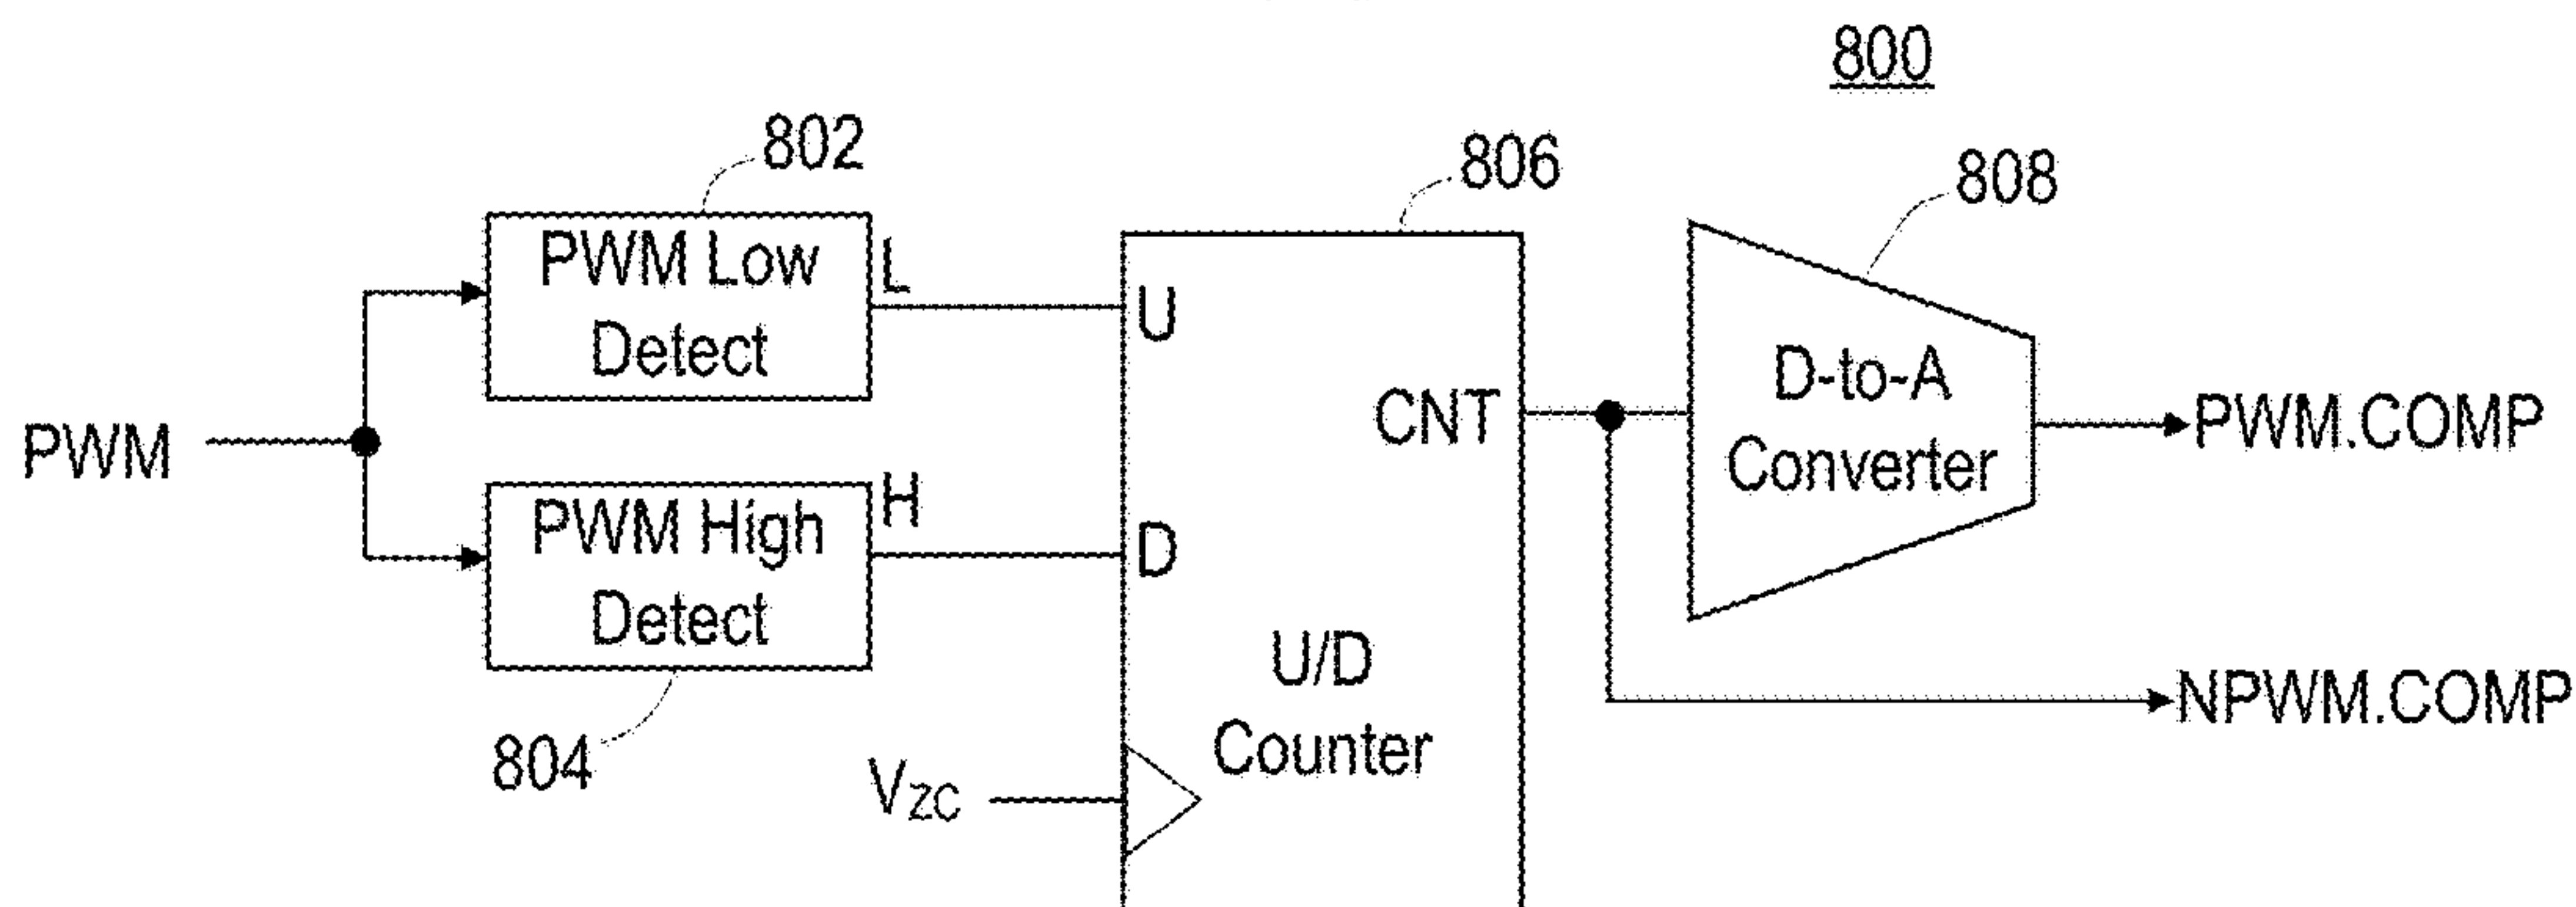 800
802
806
808
PWM Low
Detect
L
U
D-to-A
Converter
CNT
PWM
PWM.COMP
PWM High
Detect
H
D
U/D
Counter
NPWM.COMP
804
VZC